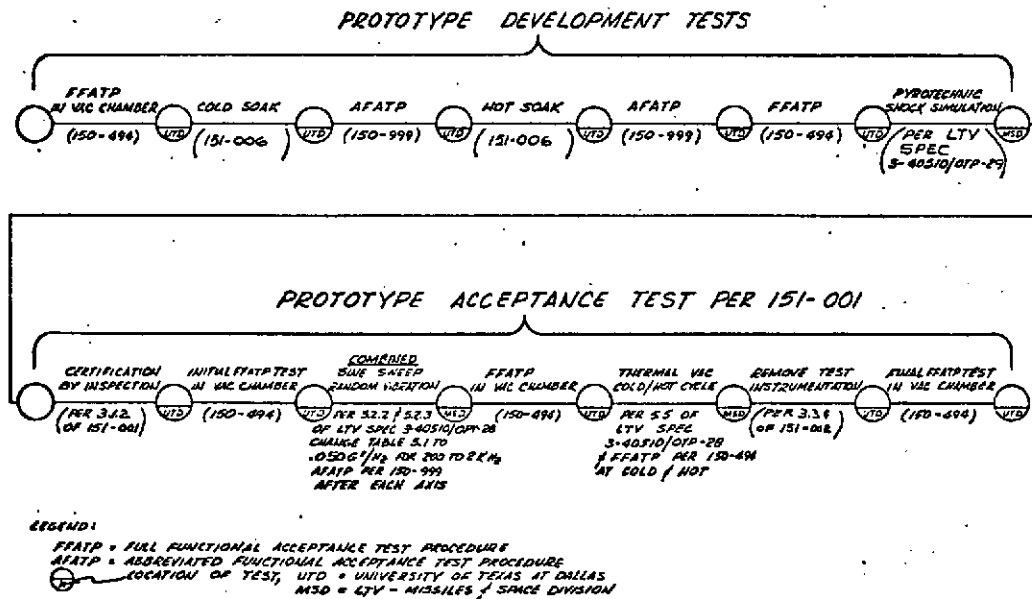 PROTOTYPE DEVELOPMENT TESTS
FFATP
IN VAC CHAMBER
(150-494)
UTD
COLD SOAK
(151-006)
UTD
AFATP
(150-999)
UTD
HOT SOAK
(151-006)
UTD
AFATP
(150-999)
UTD
FFATP
(150-494)
UTD
PYROTECHNIC
SHOCK SIMULATION
(PER LTV
SPEC
3-40510/OTP-29)
MSD
PROTOTYPE ACCEPTANCE TEST PER 151-001
CERTIFICATION
BY INSPECTION
(PER 3.1.2
OF 151-001)
UTD
INITIAL FFATP TEST
IN VAC CHAMBER
(150-494)
UTD
COMBINED
SINE SWEEP
RANDOM VIBRATION
PER 5.2.2 & 5.2.3
OF LTV SPEC 3-40510/OPT-28
CHANGE TABLE 5.1 TO
.050G²/HZ FOR 200 TO 2KHZ
AFATP PER 150-999
AFTER EACH AXIS
MSD
FFATP
IN VAC CHAMBER
(150-494)
UTD
THERMAL VAC
COLD/HOT CYCLE
PER 5.5 OF
LTV SPEC
3-40510/OTP-28
& FFATP PER 150-494
AT COLD & HOT
MSD
REMOVE TEST
INSTRUMENTATION
(PER 3.3.6
OF 151-002)
UTD
FINAL FFATP TEST
IN VAC CHAMBER
(150-494)
UTD
LEGEND:
FFATP = FULL FUNCTIONAL ACCEPTANCE TEST PROCEDURE
AFATP = ABBREVIATED FUNCTIONAL ACCEPTANCE TEST PROCEDURE
LOCATION OF TEST, UTD = UNIVERSITY OF TEXAS AT DALLAS
MSD = LTV - MISSILES & SPACE DIVISION